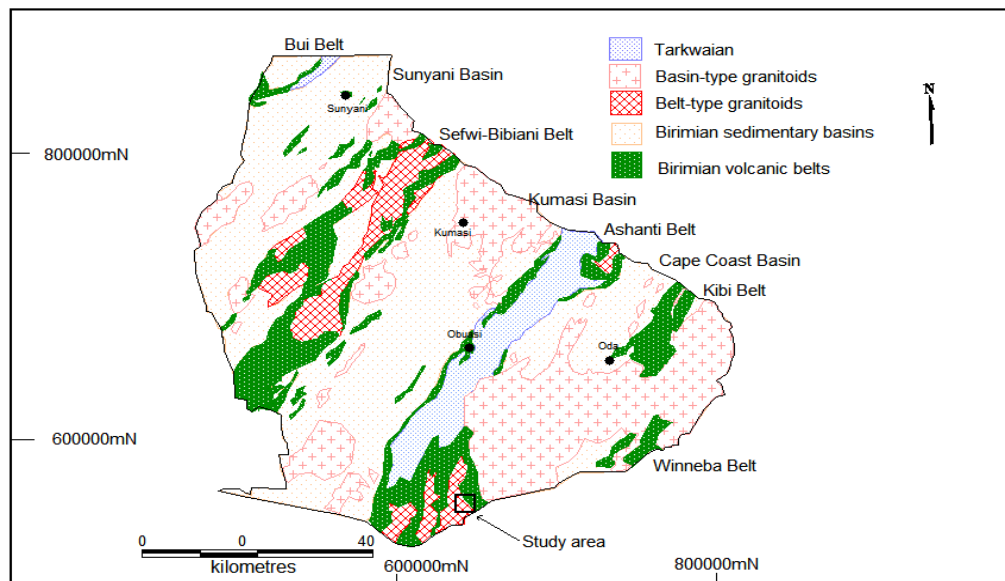 Bui Belt
Sunyani Basin
Sunyani
Sefwi-Bibiani Belt
Kumasi Basin
Kumasi
Ashanti Belt
Cape Coast Basin
Kibi Belt
Obuasi
Oda
Winneba Belt
Study area
Tarkwaian
Basin-type granitoids
Belt-type granitoids
Birimian sedimentary basins
Birimian volcanic belts
N
800000mN
600000mN
0 0 40
kilometres
600000mN
800000mN